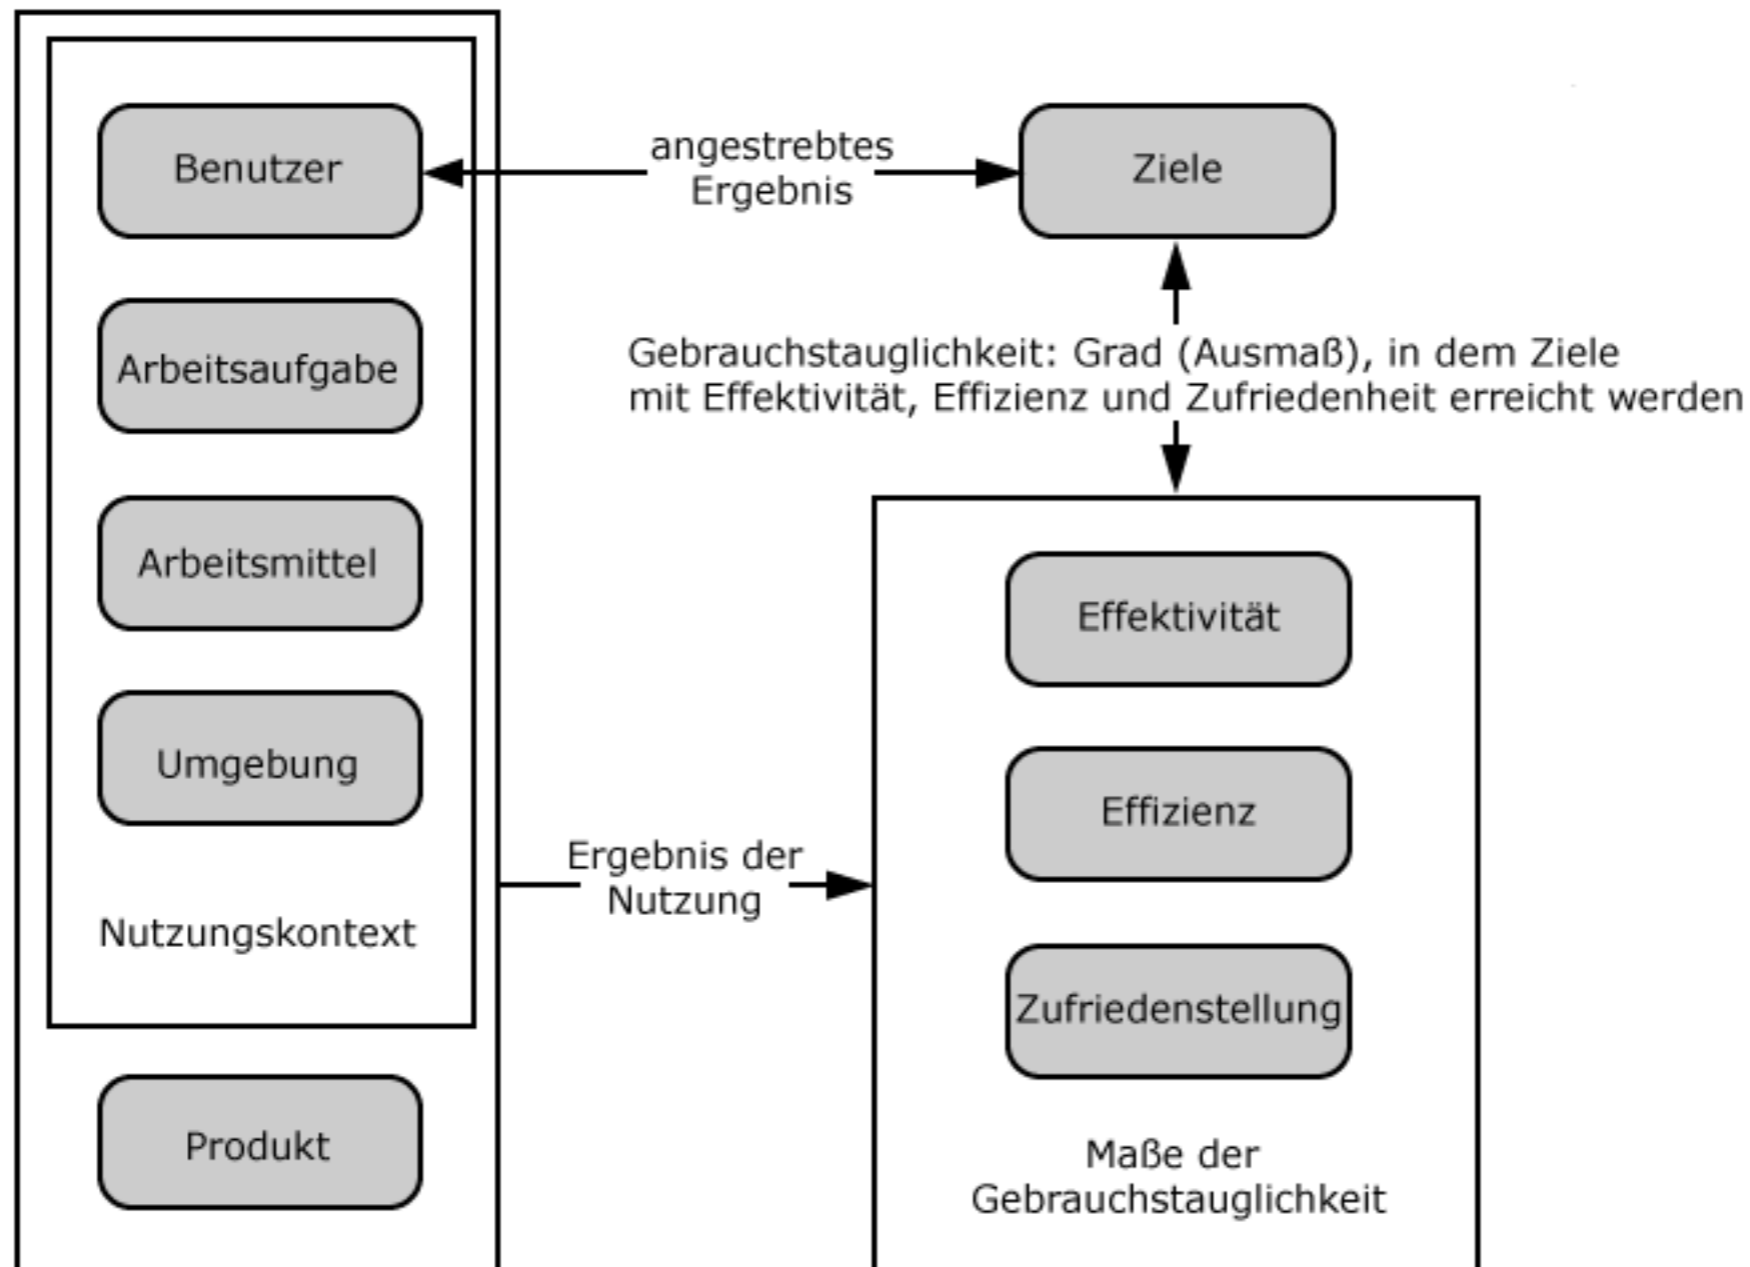 Benutzer
angestrebtes
Ergebnis
Ziele
Arbeitsaufgabe
Gebrauchstauglichkeit: Grad (Ausmaß), in dem Ziele
mit Effektivität, Effizienz und Zufriedenheit erreicht werden
Arbeitsmittel
Umgebung
Nutzungskontext
Produkt
Ergebnis der
Nutzung
Effektivität
Effizienz
Zufriedenstellung
Maße der
Gebrauchstauglichkeit